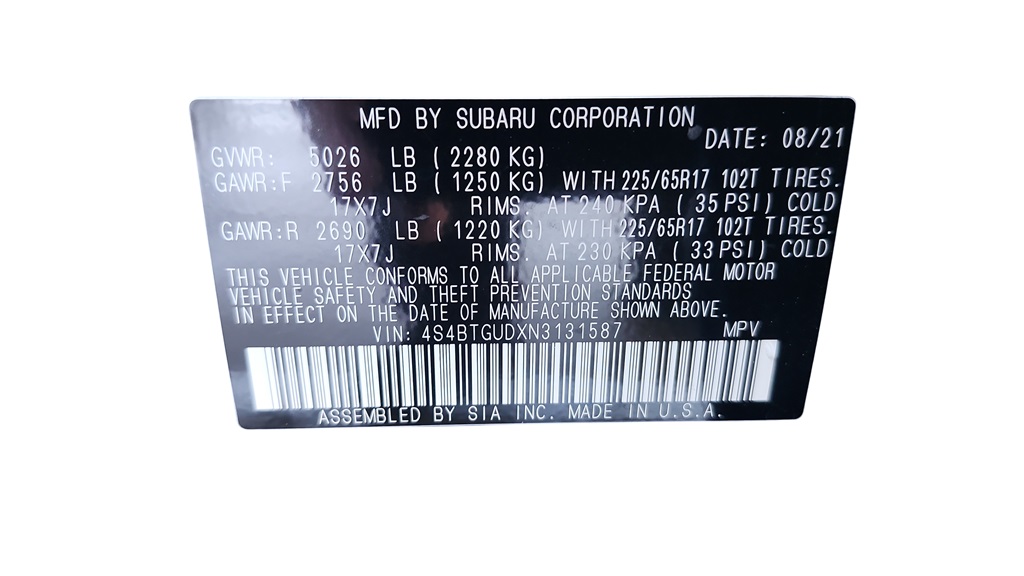 MFD BY SUBARU CORPORATION
DATE: 08/21
GVWR: 5026 LB ( 2280 KG)
GAWR:F 2756 LB ( 1250 KG) WITH 225/65R17 102T TIRES.
17X7J RIMS. AT 240 KPA ( 35 PSI) COLD
GAWR:R 2690 LB ( 1220 KG) WITH 225/65R17 102T TIRES.
17X7J RIMS. AT 230 KPA ( 33 PSI) COLD
THIS VEHICLE CONFORMS TO ALL APPLICABLE FEDERAL MOTOR
VEHICLE SAFETY AND THEFT PREVENTION STANDARDS
IN EFFECT ON THE DATE OF MANUFACTURE SHOWN ABOVE.
VIN: 4S4BTGUDXN3131587 MPV
ASSEMBLED BY SIA INC. MADE IN U.S.A.